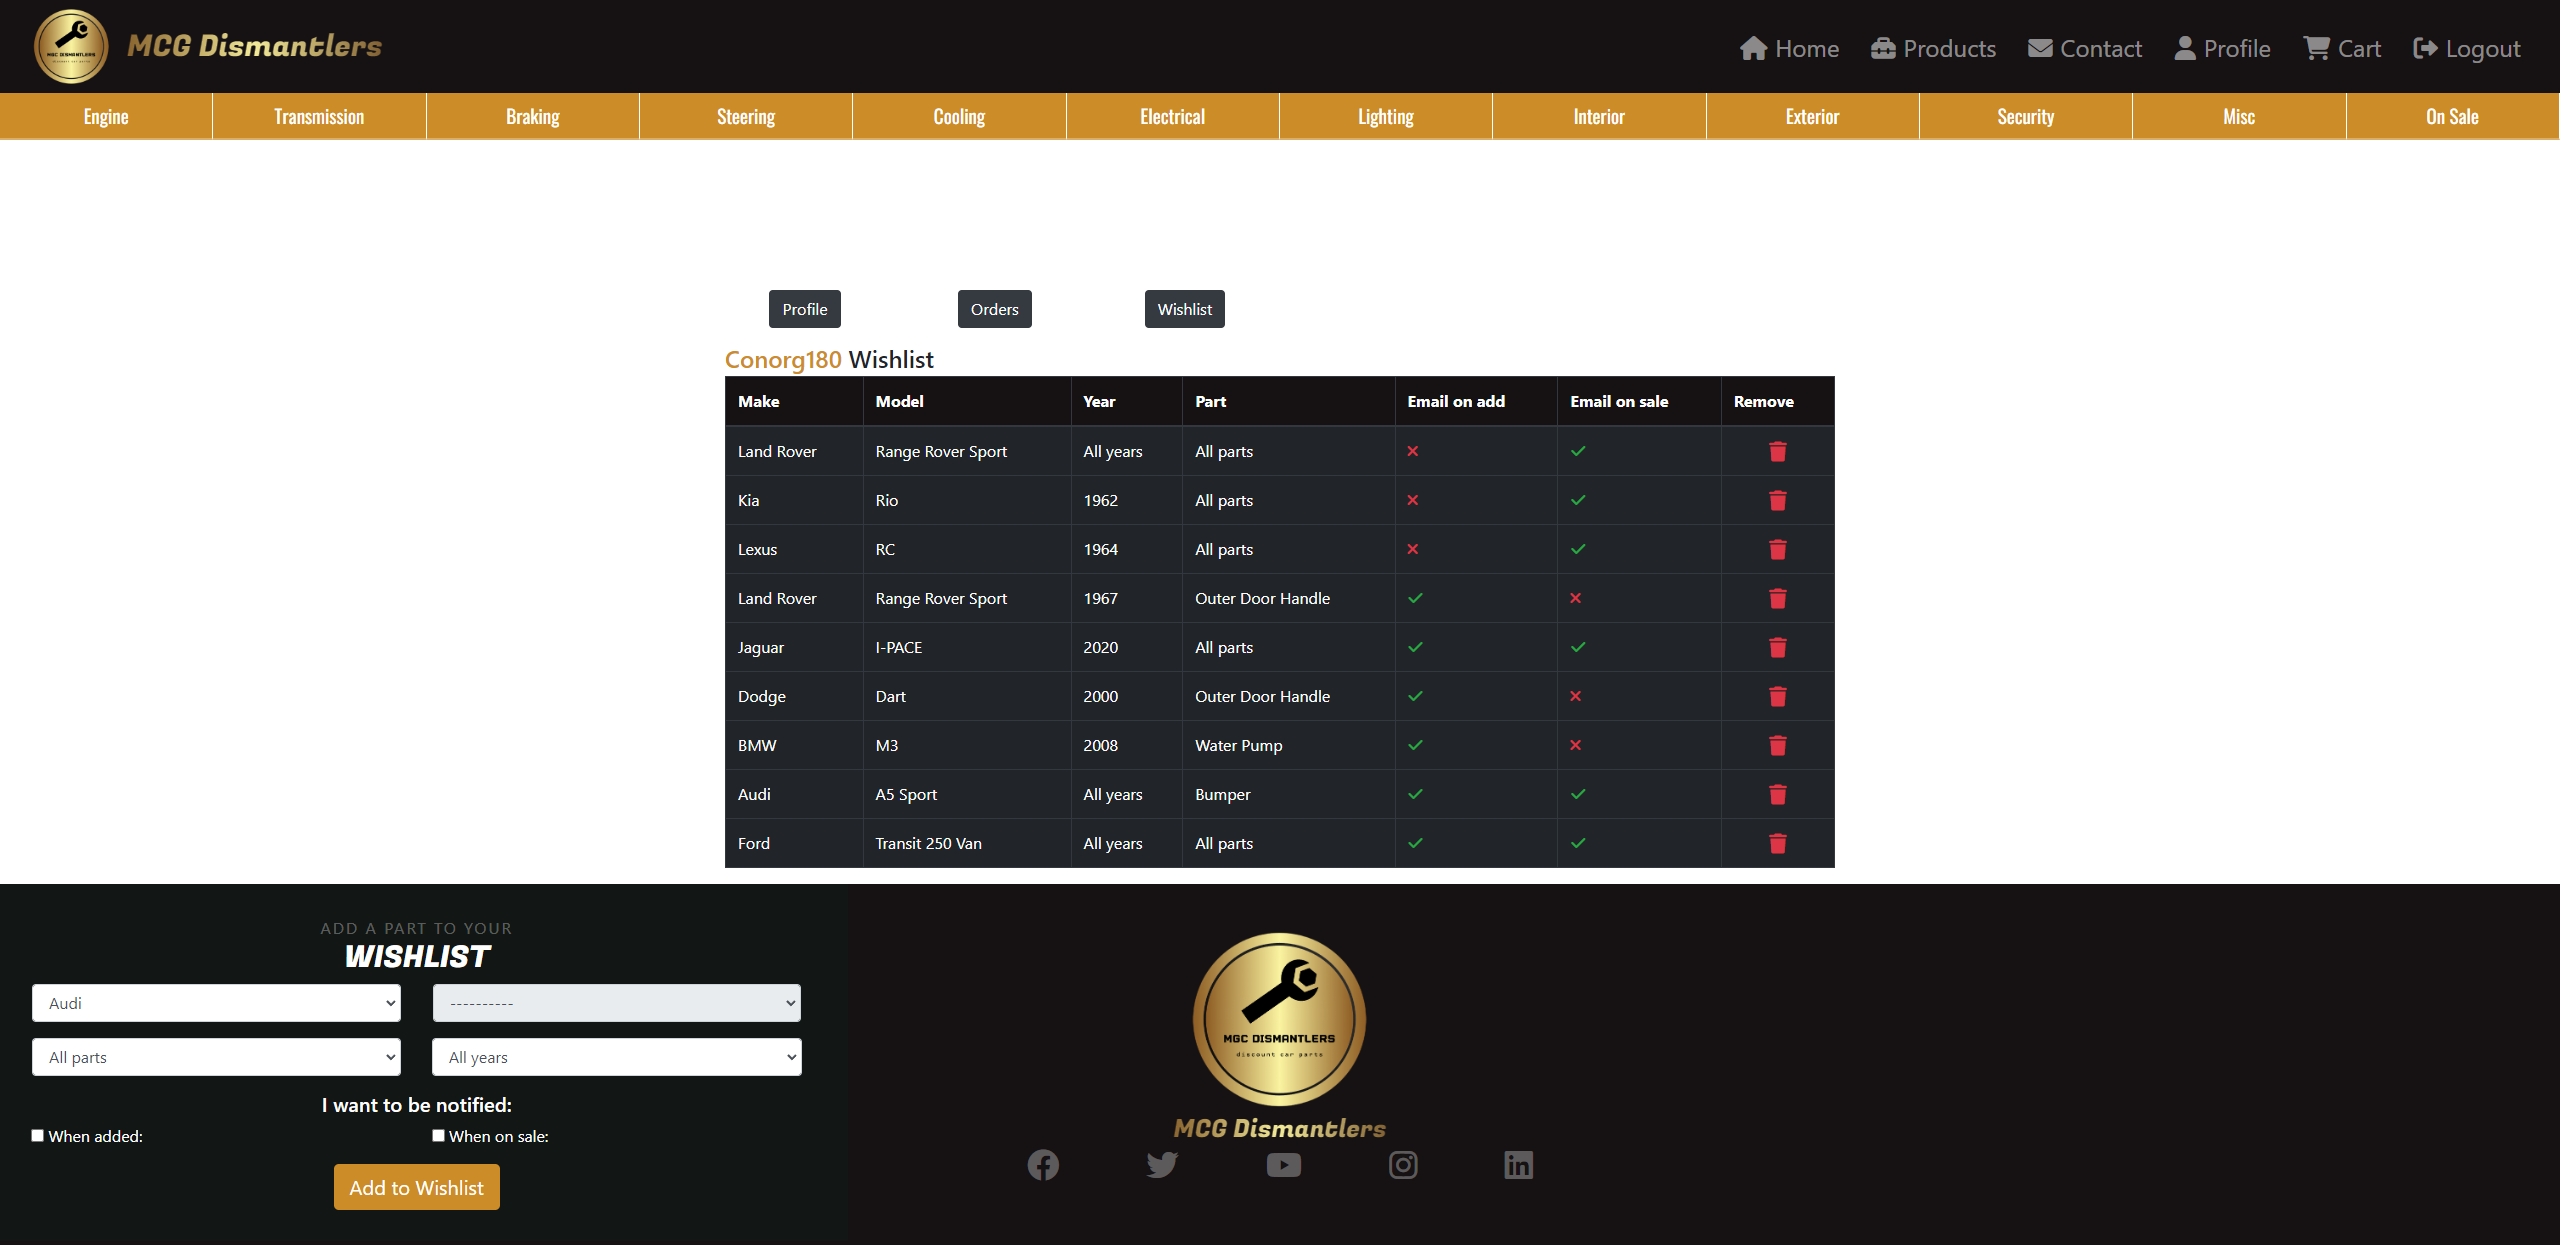 MGC DISMANTLERS
MCG Dismantlers
Home Products Contact Profile Cart Logout
Engine Transmission Braking Steering Cooling Electrical Lighting Interior Exterior Security Misc On Sale
Profile Orders Wishlist
Conorg180 Wishlist
Make Model Year Part Email on add Email on sale Remove
Land Rover Range Rover Sport All years All parts
Kia Rio 1962 All parts
Lexus RC 1964 All parts
Land Rover Range Rover Sport 1967 Outer Door Handle
Jaguar I-PACE 2020 All parts
Dodge Dart 2000 Outer Door Handle
BMW M3 2008 Water Pump
Audi A5 Sport All years Bumper
Ford Transit 250 Van All years All parts
ADD A PART TO YOUR
WISHLIST
Audi ----------
All parts All years
I want to be notified:
When added: When on sale:
Add to Wishlist
MGC DISMANTLERS
discount car parts
MCG Dismantlers